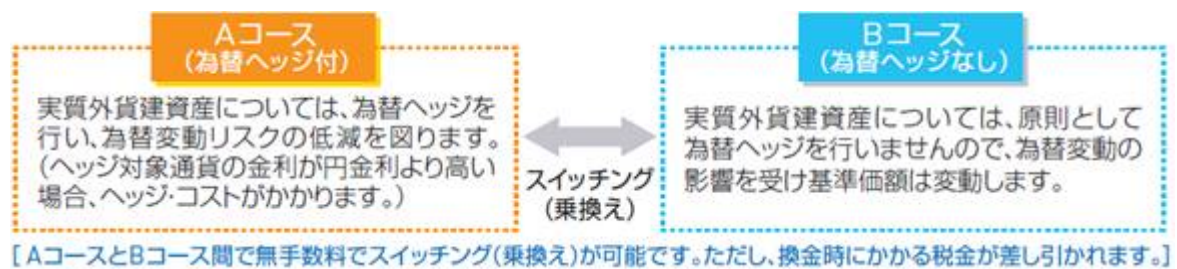 Aコース
(為替ヘッジ付)
実質外貨建資産については、為替ヘッジを
行い、為替変動リスクの低減を図ります。
(ヘッジ対象通貨の金利が円金利より高い
場合、ヘッジ・コストがかかります。)
スイッチング
(乗換え)
Bコース
(為替ヘッジなし)
実質外貨建資産については、原則として
為替ヘッジを行いませんので、為替変動の
影響を受け基準価額は変動します。
[AコースとBコース間で無手数料でスイッチング(乗換え)が可能です。ただし、換金時にかかる税金が差し引かれます。]